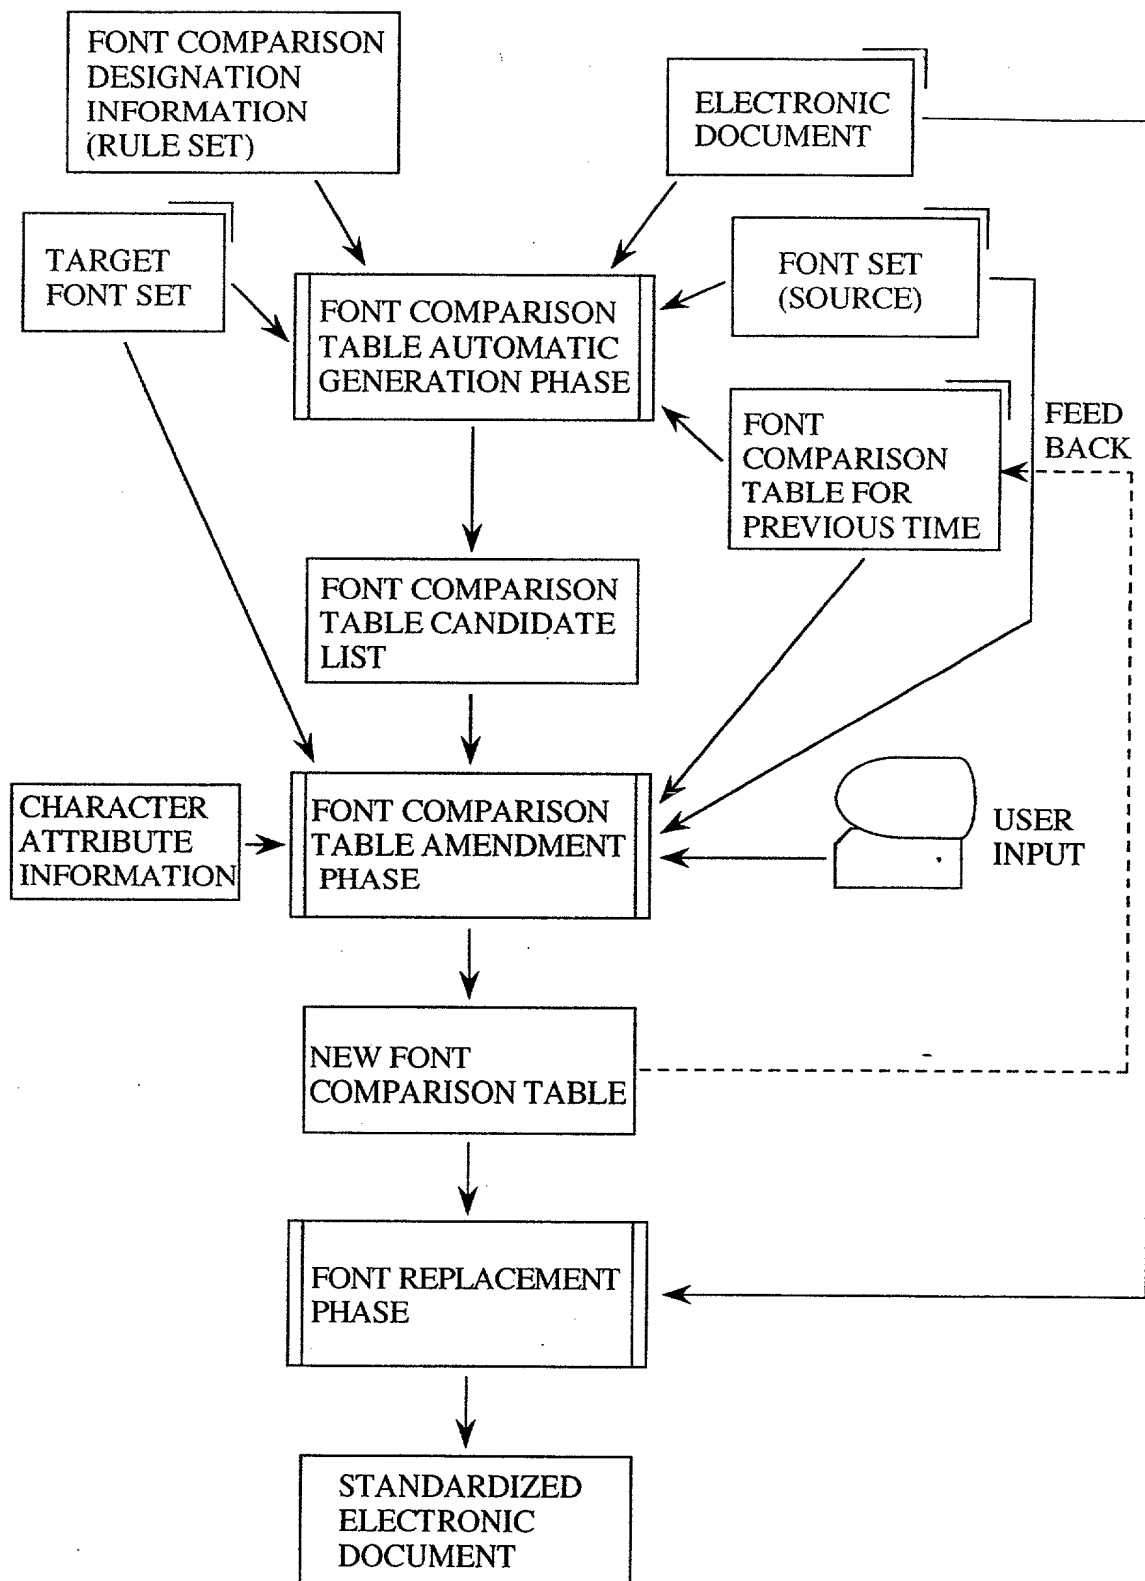 FONT COMPARISON
DESIGNATION
INFORMATION
(RULE SET)
ELECTRONIC
DOCUMENT
TARGET
FONT SET
FONT COMPARISON
TABLE AUTOMATIC
GENERATION PHASE
FONT SET
(SOURCE)
FONT
COMPARISON
TABLE FOR
PREVIOUS TIME
FEED
BACK
FONT COMPARISON
TABLE CANDIDATE
LIST
CHARACTER
ATTRIBUTE
INFORMATION
FONT COMPARISON
TABLE AMENDMENT
PHASE
USER
INPUT
NEW FONT
COMPARISON TABLE
FONT REPLACEMENT
PHASE
STANDARDIZED
ELECTRONIC
DOCUMENT